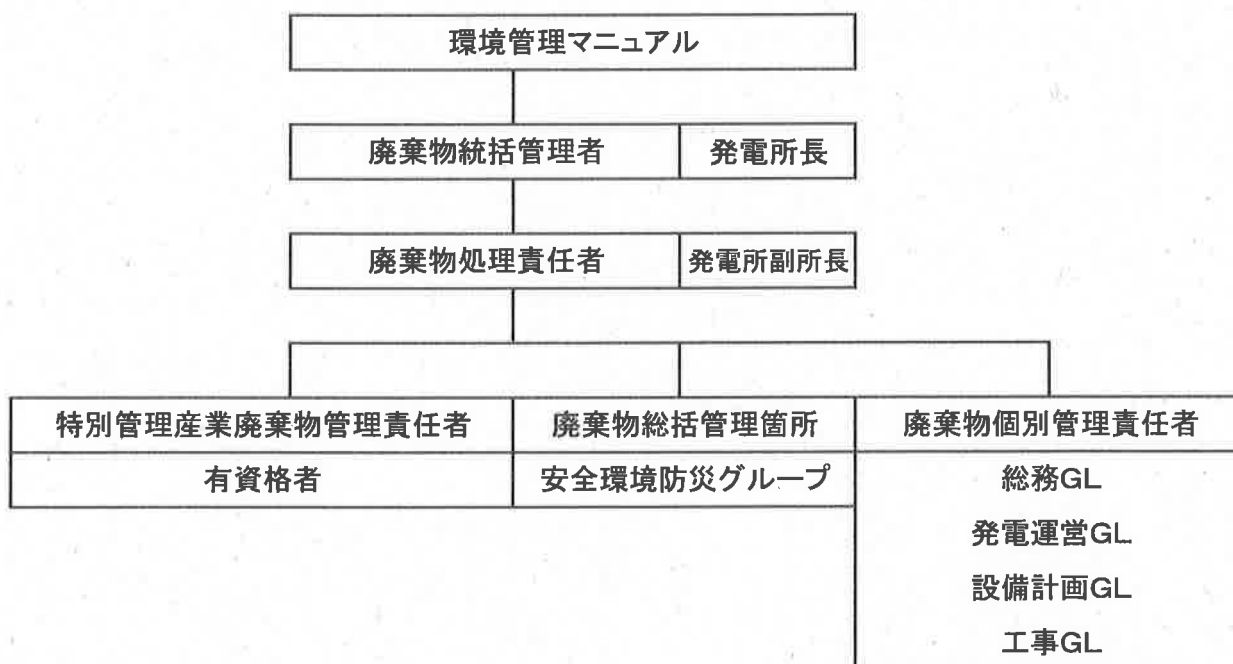 環境管理マニュアル
廃棄物統括管理者 発電所長
廃棄物処理責任者 発電所副所長
特別管理産業廃棄物管理責任者 廃棄物総括管理箇所 廃棄物個別管理責任者
有資格者 安全環境防災グループ 総務GL
発電運営GL
設備計画GL
工事GL